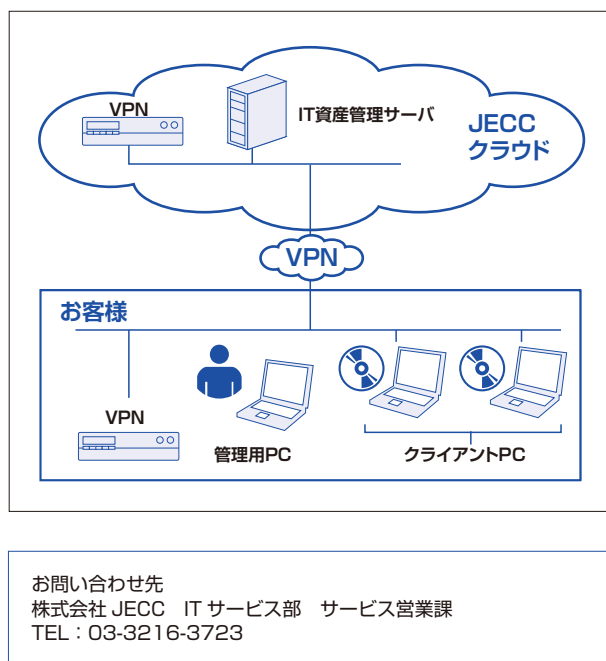 VPN
IT資産管理サーバ
JECC
クラウド
VPN
お客様
VPN
管理用PC
クライアントPC
お問い合わせ先
株式会社 JECC　IT サービス部　サービス営業課
TEL：03-3216-3723